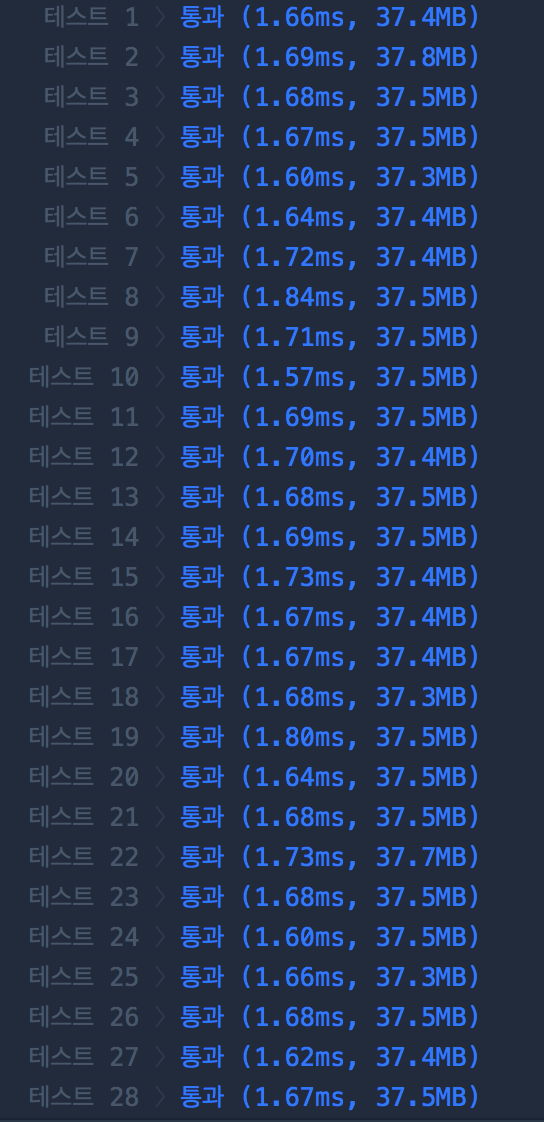 테스트 1 > 통과 (1.66ms, 37.4MB)
테스트 2 > 통과 (1.69ms, 37.8MB)
테스트 3 > 통과 (1.68ms, 37.5MB)
테스트 4 > 통과 (1.67ms, 37.5MB)
테스트 5 > 통과 (1.60ms, 37.3MB)
테스트 6 > 통과 (1.64ms, 37.4MB)
테스트 7 > 통과 (1.72ms, 37.4MB)
테스트 8 > 통과 (1.84ms, 37.5MB)
테스트 9 > 통과 (1.71ms, 37.5MB)
테스트 10 > 통과 (1.57ms, 37.5MB)
테스트 11 > 통과 (1.69ms, 37.5MB)
테스트 12 > 통과 (1.70ms, 37.4MB)
테스트 13 > 통과 (1.68ms, 37.5MB)
테스트 14 > 통과 (1.69ms, 37.5MB)
테스트 15 > 통과 (1.73ms, 37.4MB)
테스트 16 > 통과 (1.67ms, 37.4MB)
테스트 17 > 통과 (1.67ms, 37.4MB)
테스트 18 > 통과 (1.68ms, 37.3MB)
테스트 19 > 통과 (1.80ms, 37.5MB)
테스트 20 > 통과 (1.64ms, 37.5MB)
테스트 21 > 통과 (1.68ms, 37.5MB)
테스트 22 > 통과 (1.73ms, 37.7MB)
테스트 23 > 통과 (1.68ms, 37.5MB)
테스트 24 > 통과 (1.60ms, 37.5MB)
테스트 25 > 통과 (1.66ms, 37.3MB)
테스트 26 > 통과 (1.68ms, 37.5MB)
테스트 27 > 통과 (1.62ms, 37.4MB)
테스트 28 > 통과 (1.67ms, 37.5MB)